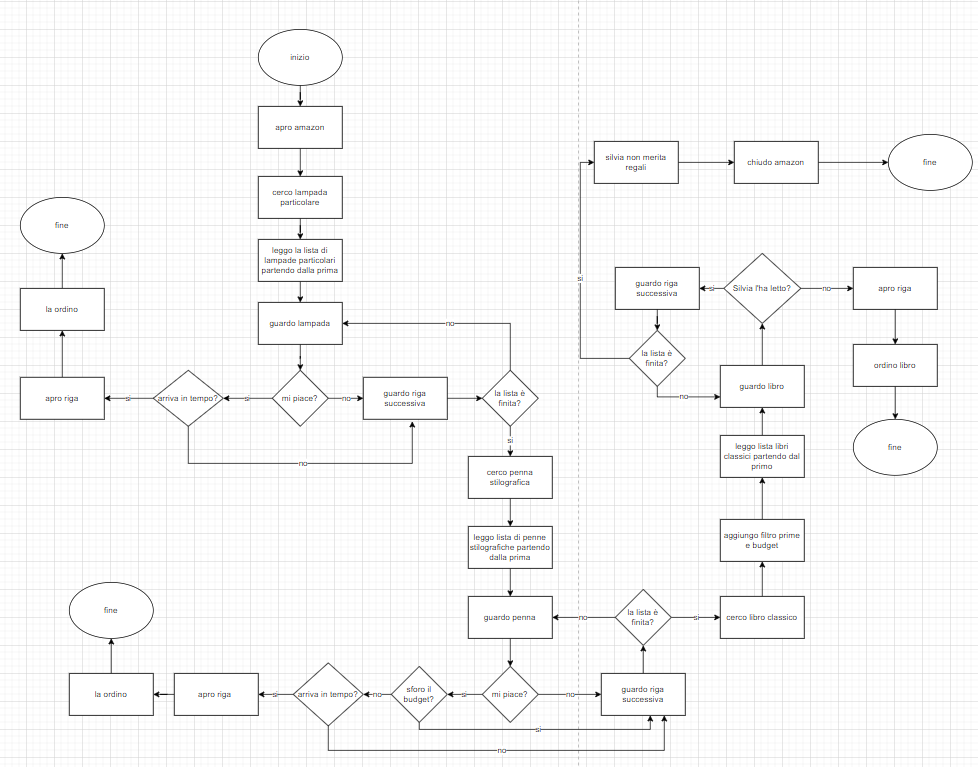 inizio
apro amazon
cerco lampada
particolare
leggo la lista di
lampade particolari
partendo dalla prima
guardo lampada
no
mi piace?
si
arriva in tempo?
si
apro riga
la ordino
fine
no
no
guardo riga
successiva
la lista è
finita?
si
cerco penna
stilografica
leggo lista di penne
stilografiche partendo
dalla prima
guardo penna
mi piace?
si
sforo il
budget?
no
arriva in tempo?
si
apro riga
la ordino
fine
no
guardo riga
successiva
si
no
la lista è
finita?
no
si
cerco libro classico
aggiungo filtro prime
e budget
leggo lista libri
classici partendo dal
primo
guardo libro
Silvia l'ha letto?
no
apro riga
ordino libro
fine
si
guardo riga
successiva
la lista è
finita?
no
si
silvia non merita
regali
chiudo amazon
fine